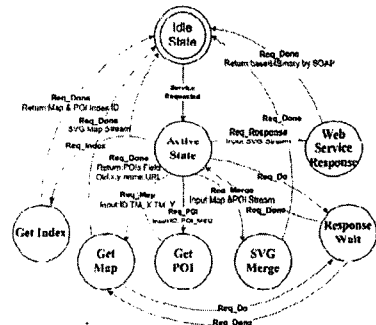 Idle
State
Req_Done
Return base64binary by SOAP
Req_Done
Return Map & POI Index ID
Service
Requested
Req_Done
Req_Done
SVG Map Stream
Req_Response
Input SVG Stream
Req_Index
Active
State
Web
Service
Response
Req_Done
Return POIs Field
Req_Do
Req_Map
Input ID,TM_X,TM_Y
Req_Merge
Input Map &POI Stream
Req_Done
Req_POI
Get Index
Get
Map
Get
POI
SVG
Merge
Response
Wait
Req_Do
Req_Done